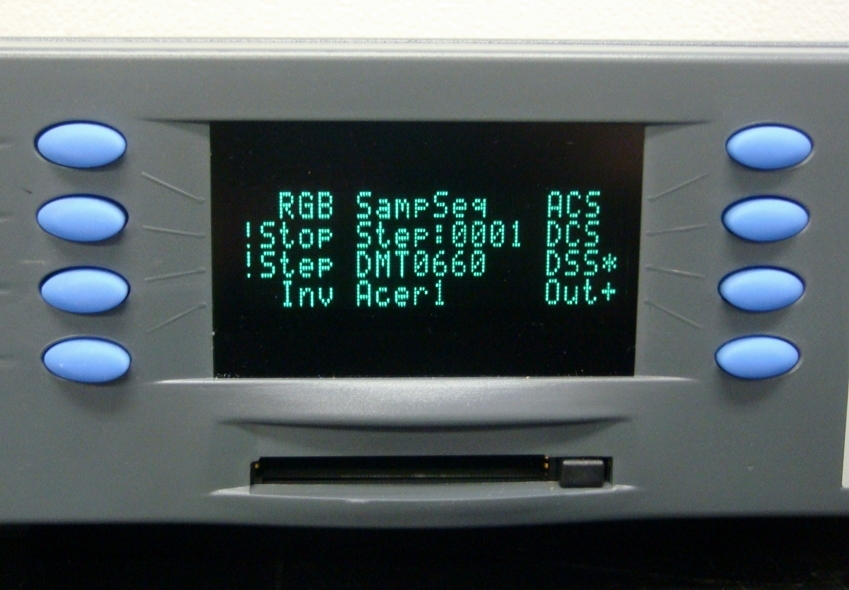 RGB SampSeq ACS
!Stop Step:0001 DCS
!Step DMT0660 DSS*
Inv Acer1 Out+